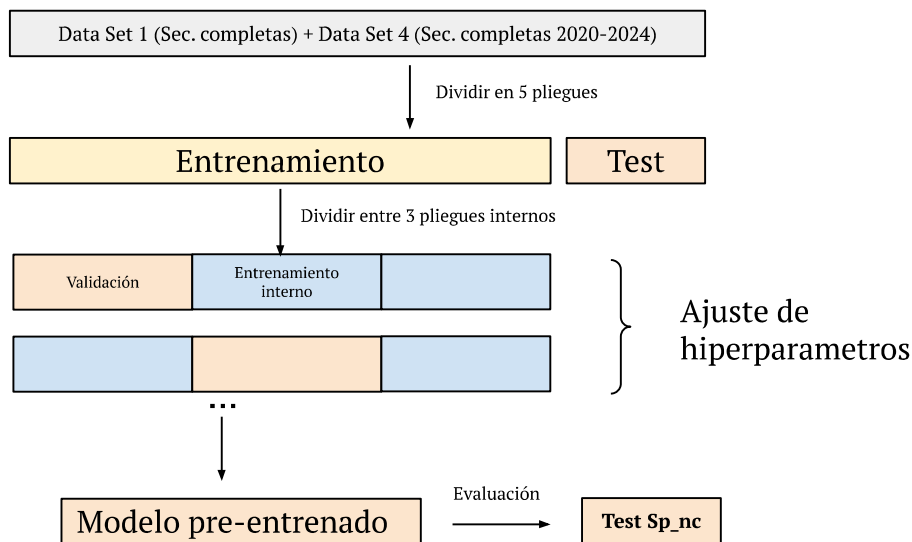 Data Set 1 (Sec. completas) + Data Set 4 (Sec. completas 2020-2024)
Dividir en 5 pliegues
Entrenamiento
Test
Dividir entre 3 pliegues internos
Validación
Entrenamiento
interno
Ajuste de
hiperparametros
...
Modelo pre-entrenado
Evaluación
Test Sp_nc